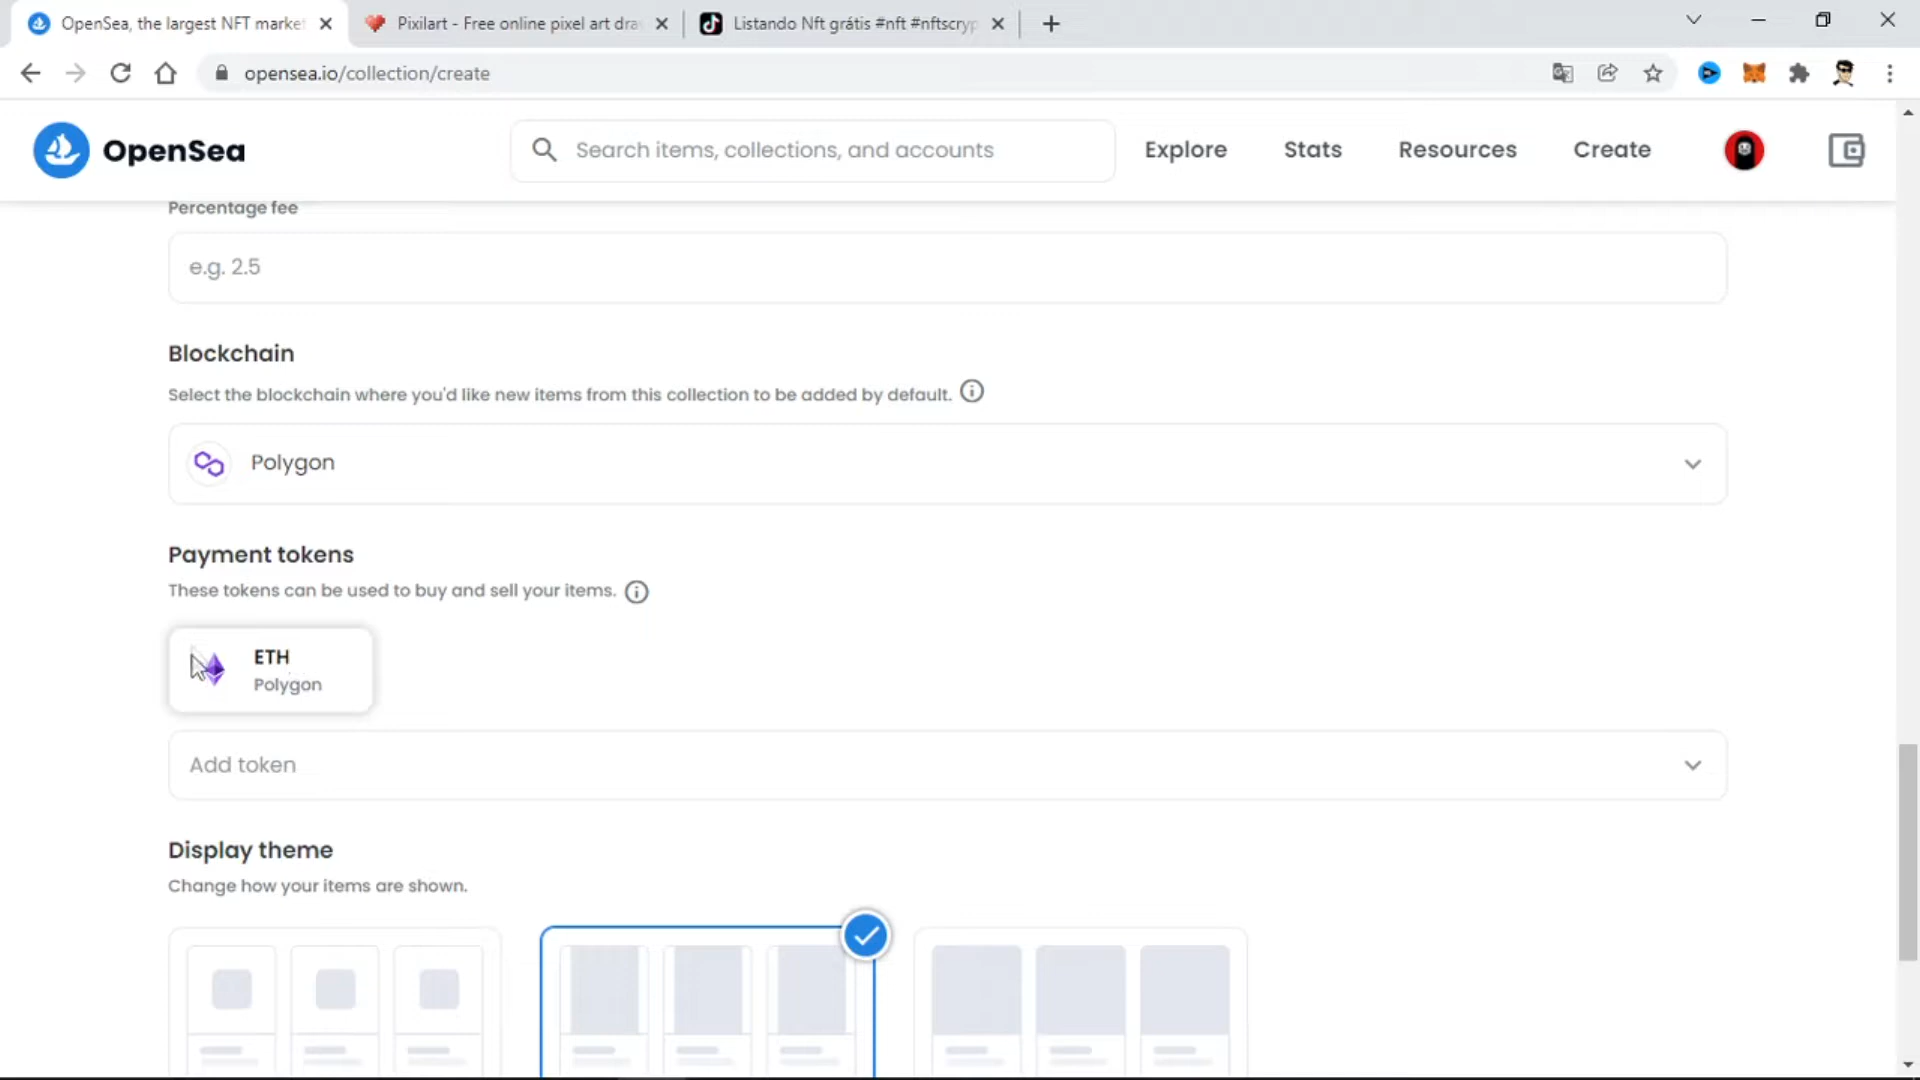 OpenSea, the largest NFT market
Pixilart - Free online pixel art dra
Listando Nft grátis #nft #nftscryp
opensea.io/collection/create
OpenSea
Search items, collections, and accounts
Explore
Stats
Resources
Create
Percentage fee
e.g. 2.5
Blockchain
Select the blockchain where you'd like new items from this collection to be added by default.
Polygon
Payment tokens
These tokens can be used to buy and sell your items.
ETH
Polygon
Add token
Display theme
Change how your items are shown.